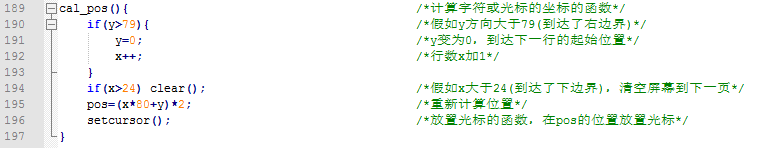 189 cal_pos(){ /*计算字符或光标的坐标的函数*/
190 if(y>79){ /*假如y方向大于79(到达了右边界)*/
191 y=0; /*y变为0，到达下一行的起始位置*/
192 x++; /*行数x加1*/
193 }
194 if(x>24) clear(); /*假如x大于24(到达了下边界)，清空屏幕到下一页*/
195 pos=(x*80+y)*2; /*重新计算位置*/
196 setcursor(); /*放置光标的函数，在pos的位置放置光标*/
197 }